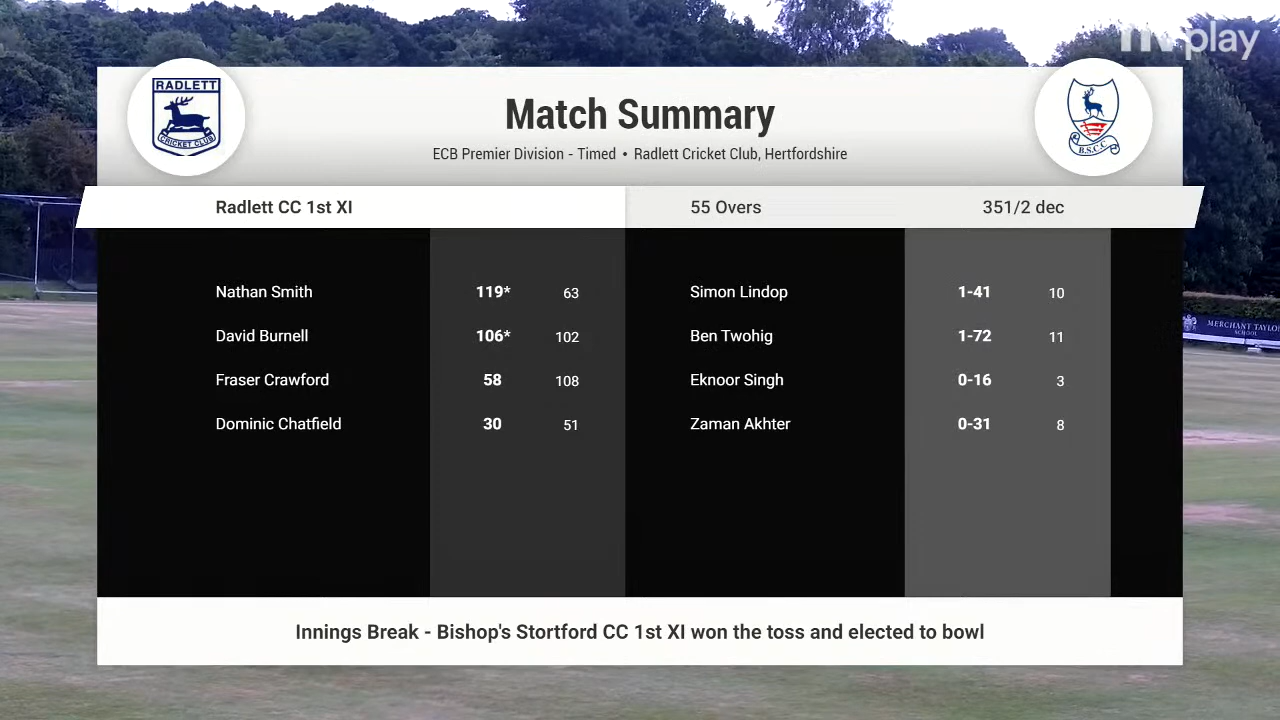 nvplay
RADLETT
CRICKET CLUB
B.S.C.C
Match Summary
ECB Premier Division - Timed • Radlett Cricket Club, Hertfordshire
Radlett CC 1st XI 55 Overs 351/2 dec
Nathan Smith 119* 63 Simon Lindop 1-41 10
David Burnell 106* 102 Ben Twohig 1-72 11
Fraser Crawford 58 108 Eknoor Singh 0-16 3
Dominic Chatfield 30 51 Zaman Akhter 0-31 8
MERCHANT TAYLO
SCHOOL
Innings Break - Bishop's Stortford CC 1st XI won the toss and elected to bowl